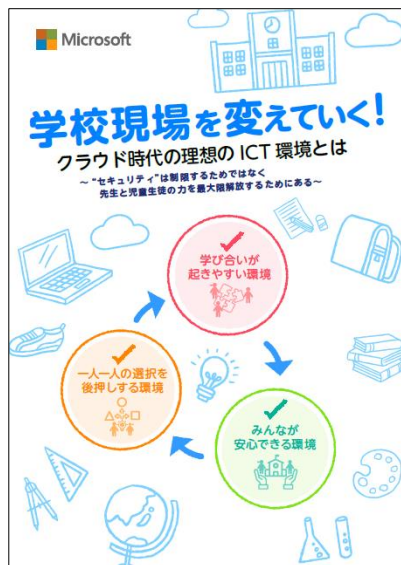 Microsoft
学校現場を変えていく！
クラウド時代の理想のICT環境とは
～ “セキュリティ”は制限するためではなく
先生と児童生徒の力を最大限解放するためにある～
学び合いが
起きやすい環境
一人一人の選択を
後押しする環境
みんなが
安心できる環境